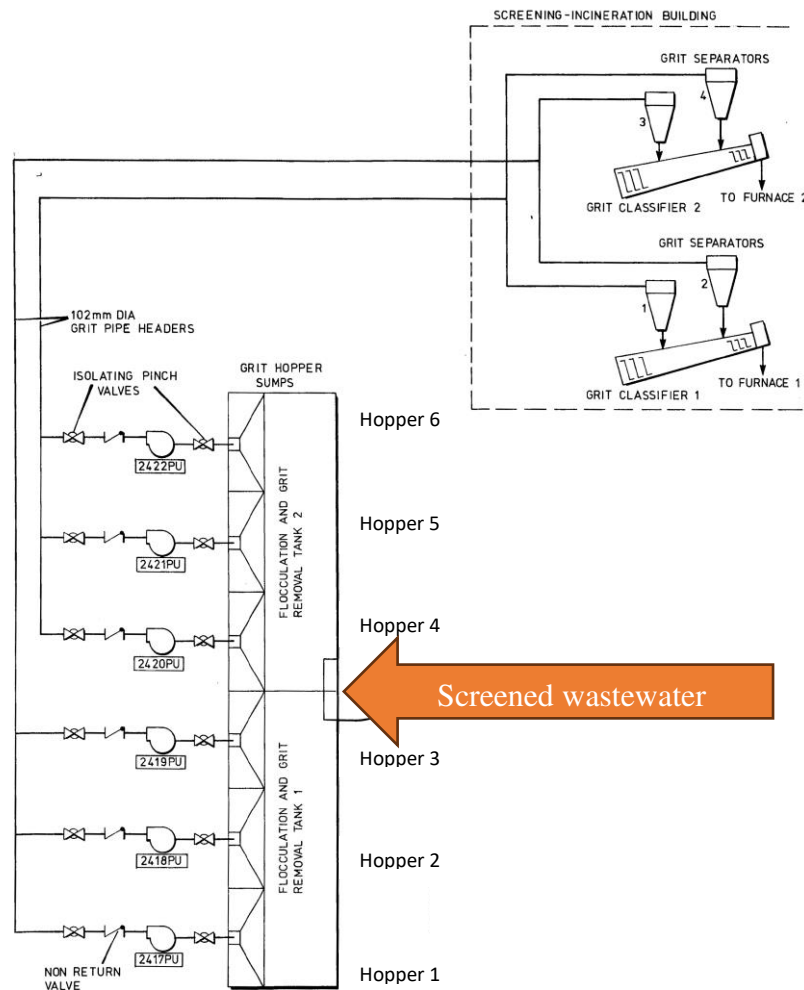 SCREENING-INCINERATION BUILDING
GRIT SEPARATORS
4
3
GRIT CLASSIFIER 2
TO FURNACE 2
GRIT SEPARATORS
2
1
GRIT CLASSIFIER 1
TO FURNACE 1
102mm DIA
GRIT PIPE HEADERS
ISOLATING PINCH
VALVES
GRIT HOPPER
SUMPS
Hopper 6
2422PU
FLOCCULATION AND GRIT
REMOVAL TANK 2
Hopper 5
2421PU
Hopper 4
2420PU
Screened wastewater
2419PU
Hopper 3
FLOCCULATION AND GRIT
REMOVAL TANK 1
2418PU
Hopper 2
2417PU
NON RETURN
VALVE
Hopper 1